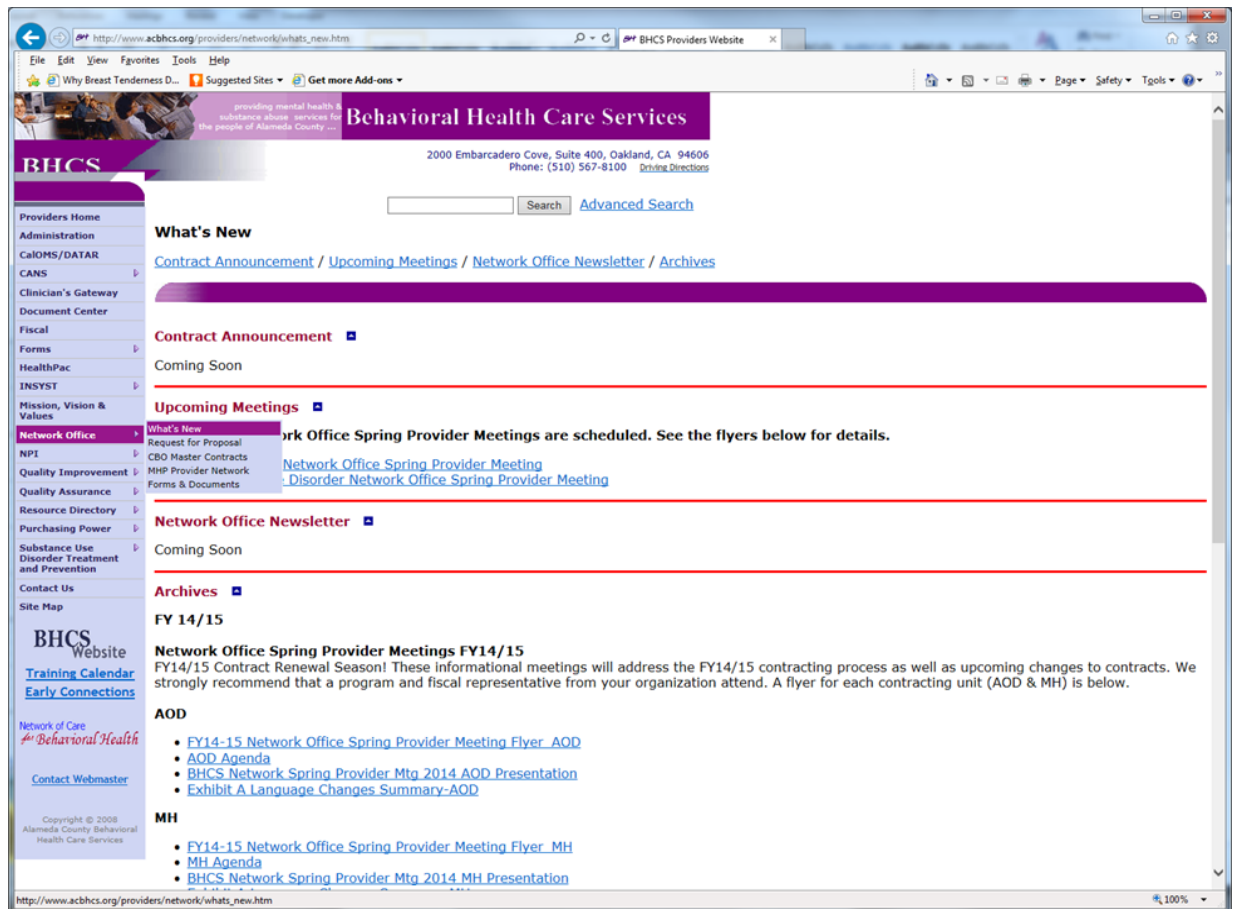 http://www.acbhcs.org/providers/network/whats_new.htm
BHCS Providers Website
File Edit View Favorites Tools Help
Why Breast Tenderness D... Suggested Sites Get more Add-ons
Page Safety Tools
providing mental health &
substance abuse services for
the people of Alameda County ...
Behavioral Health Care Services
BHCS
2000 Embarcadero Cove, Suite 400, Oakland, CA 94606
Phone: (510) 567-8100 Driving Directions
Search Advanced Search
Providers Home
Administration
CalOMS/DATAR
CANS
Clinician's Gateway
Document Center
Fiscal
Forms
HealthPac
INSYST
Mission, Vision &
Values
Network Office
NPI
Quality Improvement
Quality Assurance
Resource Directory
Purchasing Power
Substance Use
Disorder Treatment
and Prevention
Contact Us
Site Map
BHCS
Website
Training Calendar
Early Connections
Network of Care
for Behavioral Health
Contact Webmaster
Copyright © 2008
Alameda County Behavioral
Health Care Services
What's New
Request for Proposal
CBO Master Contracts
MHP Provider Network
Forms & Documents
What's New
Contract Announcement / Upcoming Meetings / Network Office Newsletter / Archives
Contract Announcement
Coming Soon
Upcoming Meetings
rk Office Spring Provider Meetings are scheduled. See the flyers below for details.
Network Office Spring Provider Meeting
Disorder Network Office Spring Provider Meeting
Network Office Newsletter
Coming Soon
Archives
FY 14/15
Network Office Spring Provider Meetings FY14/15
FY14/15 Contract Renewal Season! These informational meetings will address the FY14/15 contracting process as well as upcoming changes to contracts. We
strongly recommend that a program and fiscal representative from your organization attend. A flyer for each contracting unit (AOD & MH) is below.
AOD
• FY14-15 Network Office Spring Provider Meeting Flyer_AOD
• AOD Agenda
• BHCS Network Spring Provider Mtg 2014 AOD Presentation
• Exhibit A Language Changes Summary-AOD
MH
• FY14-15 Network Office Spring Provider Meeting Flyer_MH
• MH Agenda
• BHCS Network Spring Provider Mtg 2014 MH Presentation
http://www.acbhcs.org/providers/network/whats_new.htm
100%